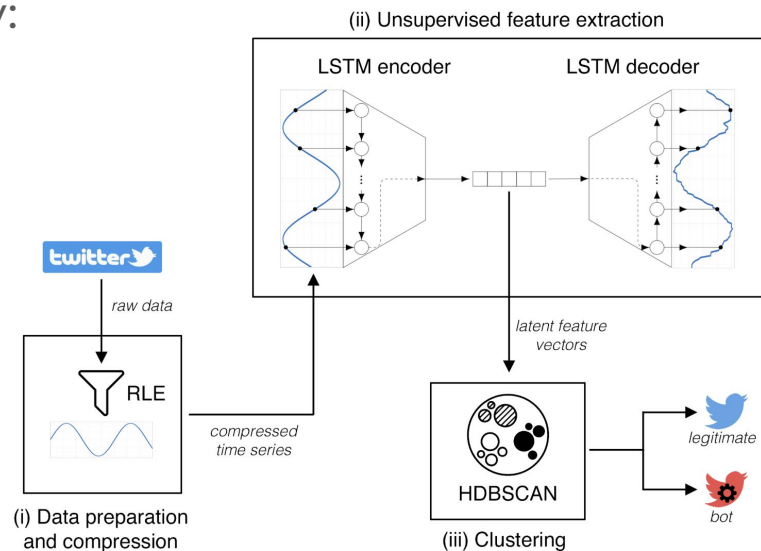 y:
(ii) Unsupervised feature extraction
LSTM encoder
LSTM decoder
twitter
raw data
RLE
compressed
time series
(i) Data preparation
and compression
latent feature
vectors
HDBSCAN
(iii) Clustering
legitimate
bot